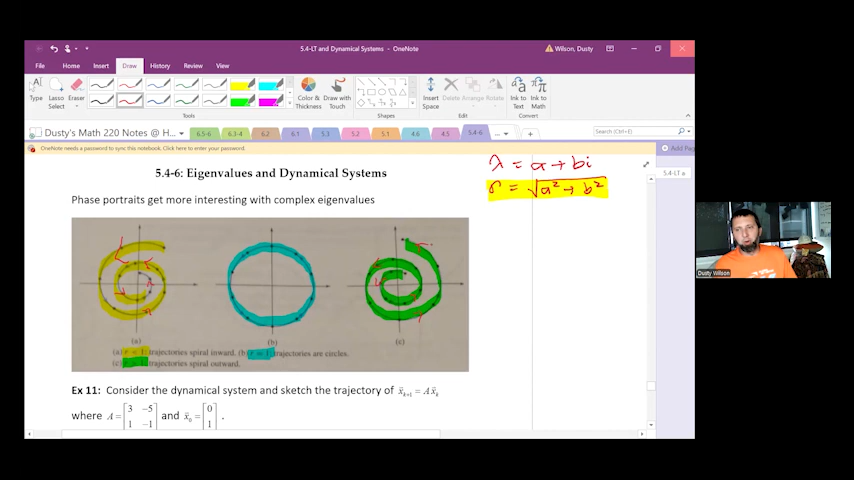 5.4-LT and Dynamical Systems - OneNote
Wilson, Dusty
File Home Insert Draw History Review View
Type Lasso Select Eraser
Color & Thickness Draw with Touch
Insert Space Delete Arrange Rotate
Ink to Text Ink to Math
Tools Shapes Edit Convert
Dusty's Math 220 Notes @ H... 6.5-6 6.3-4 6.2 6.1 5.3 5.2 5.1 4.6 4.5 5.4-6 ... +
Search (Ctrl+E)
OneNote needs a password to sync this notebook. Click here to enter your password.
Add Pag
5.4-LT
λ = a + bi
r = √a² + b²
5.4-6: Eigenvalues and Dynamical Systems
Phase portraits get more interesting with complex eigenvalues
(a) (b) (c)
(a) r < 1, trajectories spiral inward. (b) r = 1, trajectories are circles.
(c) r > 1, trajectories spiral outward.
Ex 11: Consider the dynamical system and sketch the trajectory of x̄ₖ₊₁ = Ax̄ₖ
where A = [3 -5; 1 -1] and x̄₀ = [0; 1] .
Dusty Wilson